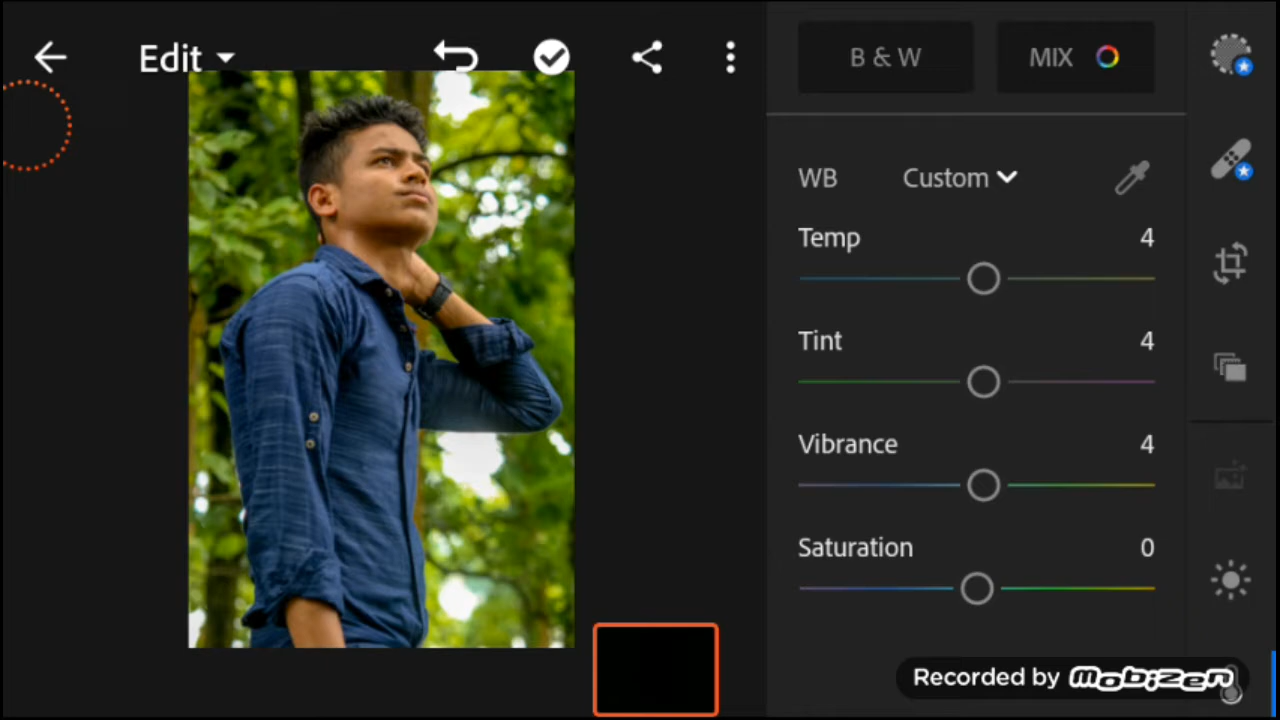 Edit
B & W
MIX
WB Custom
Temp 4
Tint 4
Vibrance 4
Saturation 0
Recorded by MOBIZEN